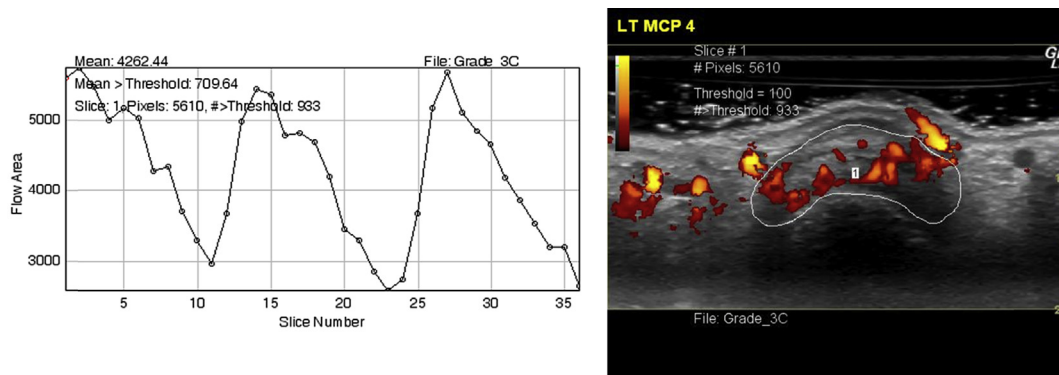 Mean: 4262.44
File: Grade_3C
Mean > Threshold: 709.64
Slice: 1, Pixels: 5610, #>Threshold: 933
5000
4000
3000
Flow Area
5 10 15 20 25 30 35
Slice Number
LT MCP 4
Slice # 1
# Pixels: 5610
Threshold = 100
#>Threshold: 933
1
File: Grade_3C